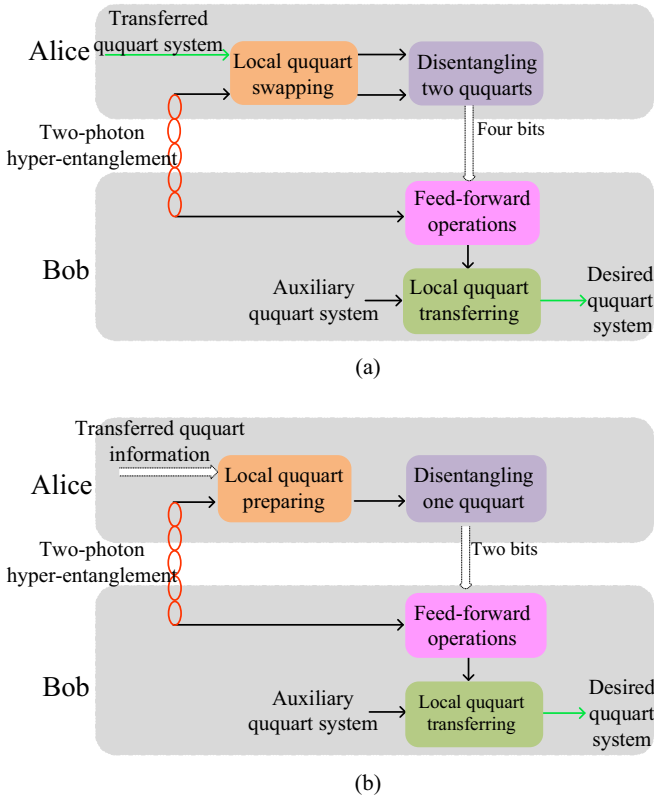 Transferred
ququart system
Alice
Local ququart
swapping
Disentangling
two ququarts
Two-photon
hyper-entanglement
Four bits
Feed-forward
operations
Bob
Auxiliary
ququart system
Local ququart
transferring
Desired
ququart
system
(a)
Transferred ququart
information
Alice
Local ququart
preparing
Disentangling
one ququart
Two-photon
hyper-entanglement
Two bits
Feed-forward
operations
Bob
Auxiliary
ququart system
Local ququart
transferring
Desired
ququart
system
(b)